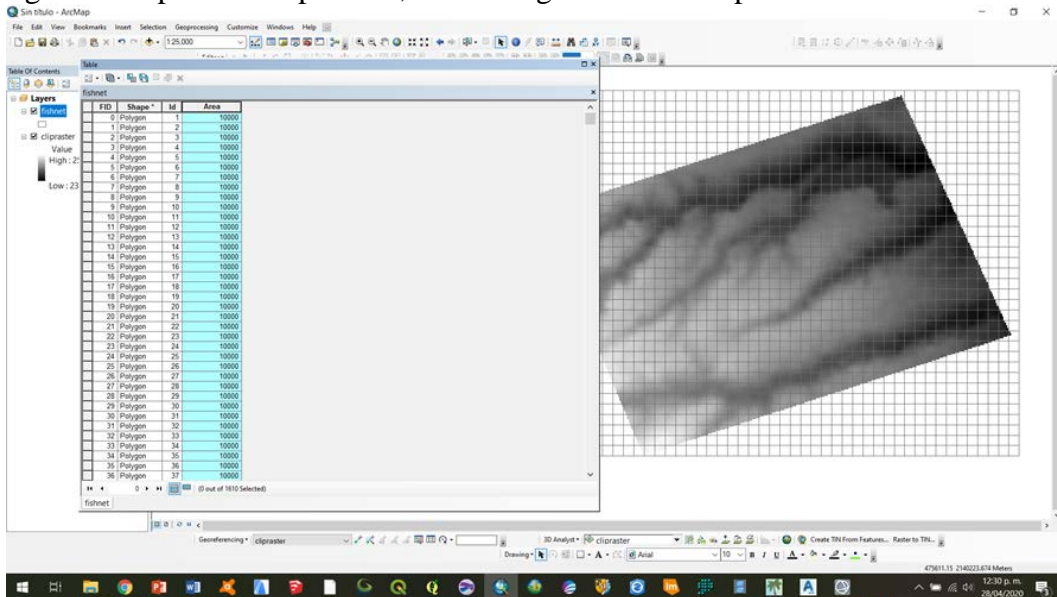 Sin título - ArcMap
File Edit View Bookmarks Insert Selection Geoprocessing Customize Windows Help
1:25.000
Table Of Contents
Layers
fishnet
clipraster
Value
High : 2
Low : 23
Table
fishnet
FID Shape * Id Area
0 Polygon 1 10000
1 Polygon 2 10000
2 Polygon 3 10000
3 Polygon 4 10000
4 Polygon 5 10000
5 Polygon 6 10000
6 Polygon 7 10000
7 Polygon 8 10000
8 Polygon 9 10000
9 Polygon 10 10000
10 Polygon 11 10000
11 Polygon 12 10000
12 Polygon 13 10000
13 Polygon 14 10000
14 Polygon 15 10000
15 Polygon 16 10000
16 Polygon 17 10000
17 Polygon 18 10000
18 Polygon 19 10000
19 Polygon 20 10000
20 Polygon 21 10000
21 Polygon 22 10000
22 Polygon 23 10000
23 Polygon 24 10000
24 Polygon 25 10000
25 Polygon 26 10000
26 Polygon 27 10000
27 Polygon 28 10000
28 Polygon 29 10000
29 Polygon 30 10000
30 Polygon 31 10000
31 Polygon 32 10000
32 Polygon 33 10000
33 Polygon 34 10000
34 Polygon 35 10000
35 Polygon 36 10000
36 Polygon 37 10000
0 (0 out of 1610 Selected)
fishnet
Georeferencing clipraster 3D Analyst clipraster Create TIN From Features... Raster to TIN...
Drawing A Arial 10 B I U A
475611.15 2140223.874 Meters
12:30 p. m.
28/04/2020